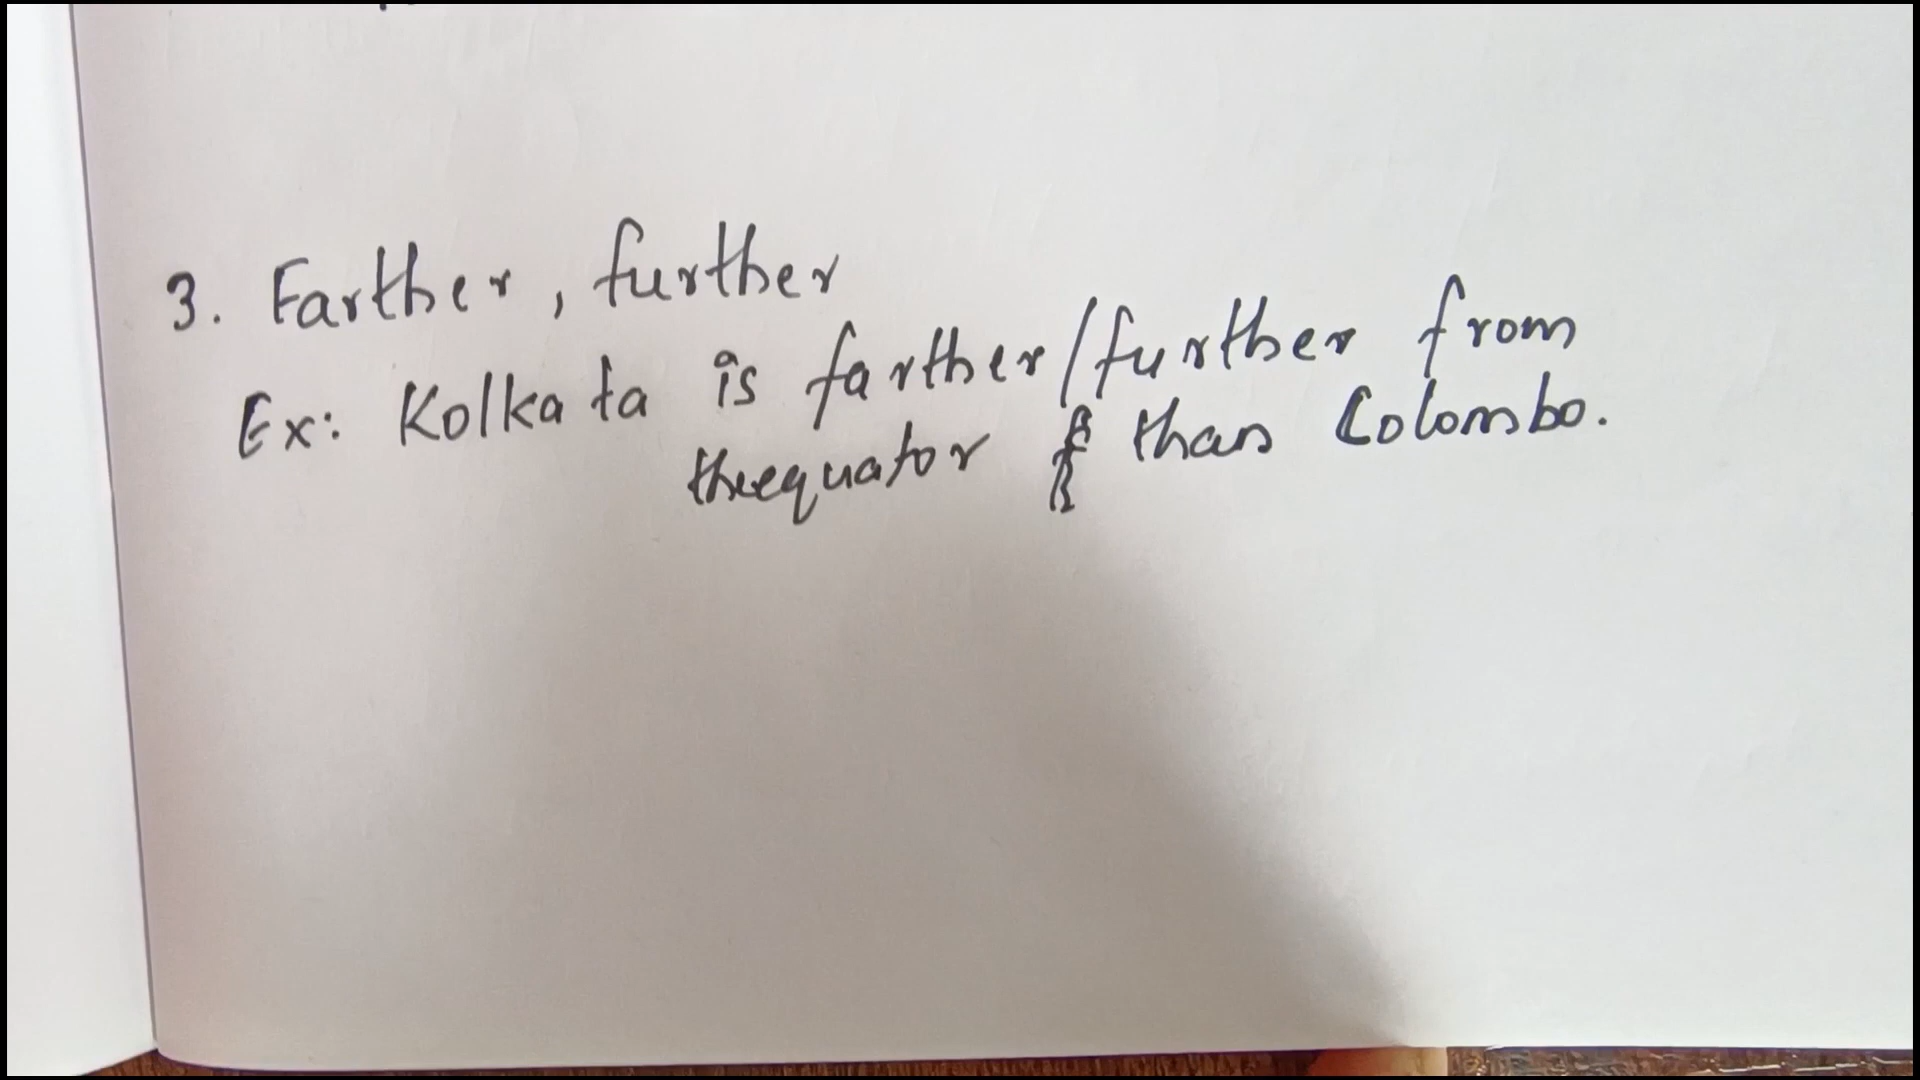 3. Farther, further
Ex: Kolkata is farther/further from
theequator than Colombo.